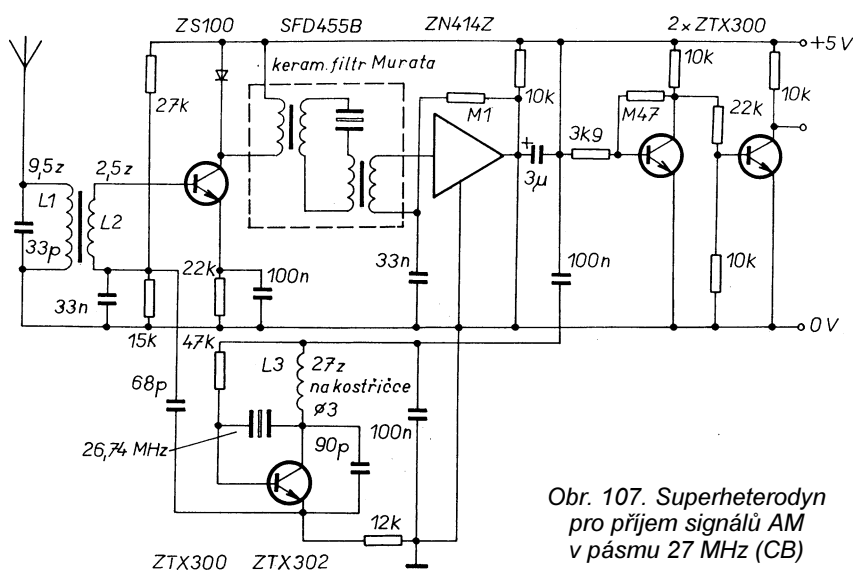 ZS100 SFD455B ZN414Z 2×ZTX300
+5V
keram. filtr Murata
10k
10k
27k
M1
10k
M47
22k
3k9
9,5z 2,5z
+
3μ
L1
L2
33p
22k
100n
33n
100n
10k
33n
15k
0V
47k
L3 27z
na kostřičce
ø3
68p
100n
26,74 MHz
90p
12k
ZTX300 ZTX302
Obr. 107. Superheterodyn
pro příjem signálů AM
v pásmu 27 MHz (CB)